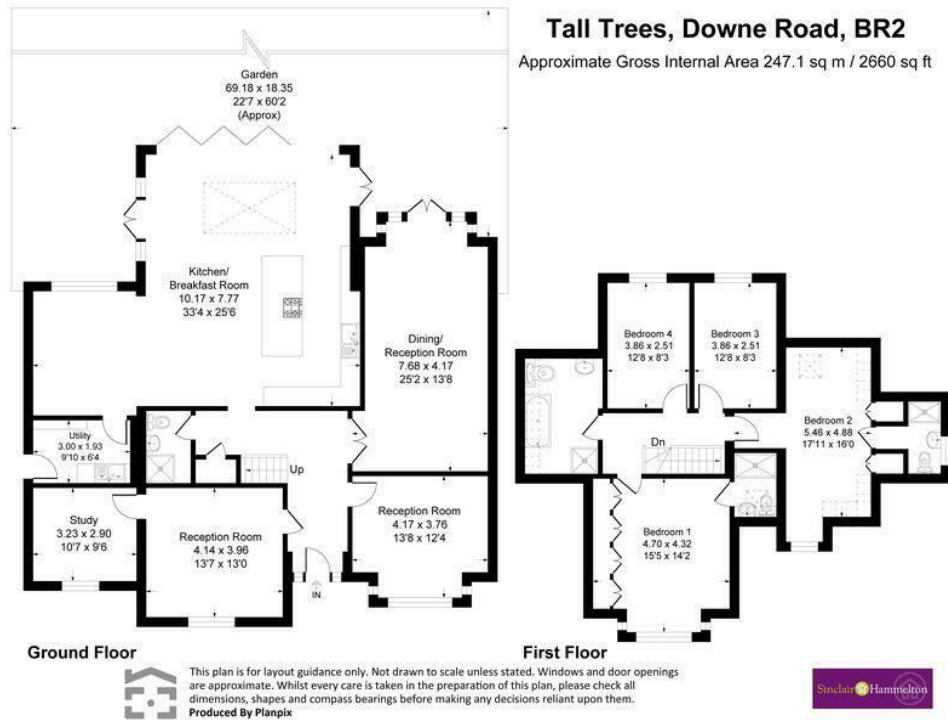 Tall Trees, Downe Road, BR2
Approximate Gross Internal Area 247.1 sq m / 2660 sq ft
Garden
69.18 x 18.35
22'7 x 60'2
(Approx)
Kitchen/
Breakfast Room
10.17 x 7.77
33'4 x 25'6
Dining/
Reception Room
7.68 x 4.17
25'2 x 13'8
Utility
3.00 x 1.93
9'10 x 6'4
Up
Study
3.23 x 2.90
10'7 x 9'6
Reception Room
4.14 x 3.96
13'7 x 13'0
Reception Room
4.17 x 3.76
13'8 x 12'4
IN
Ground Floor
Bedroom 4
3.86 x 2.51
12'8 x 8'3
Bedroom 3
3.86 x 2.51
12'8 x 8'3
Bedroom 2
5.46 x 4.88
17'11 x 16'0
Dn
Bedroom 1
4.70 x 4.32
15'5 x 14'2
First Floor
This plan is for layout guidance only. Not drawn to scale unless stated. Windows and door openings
are approximate. Whilst every care is taken in the preparation of this plan, please check all
dimensions, shapes and compass bearings before making any decisions reliant upon them.
Produced By Planpix
Sinclair Hammelton